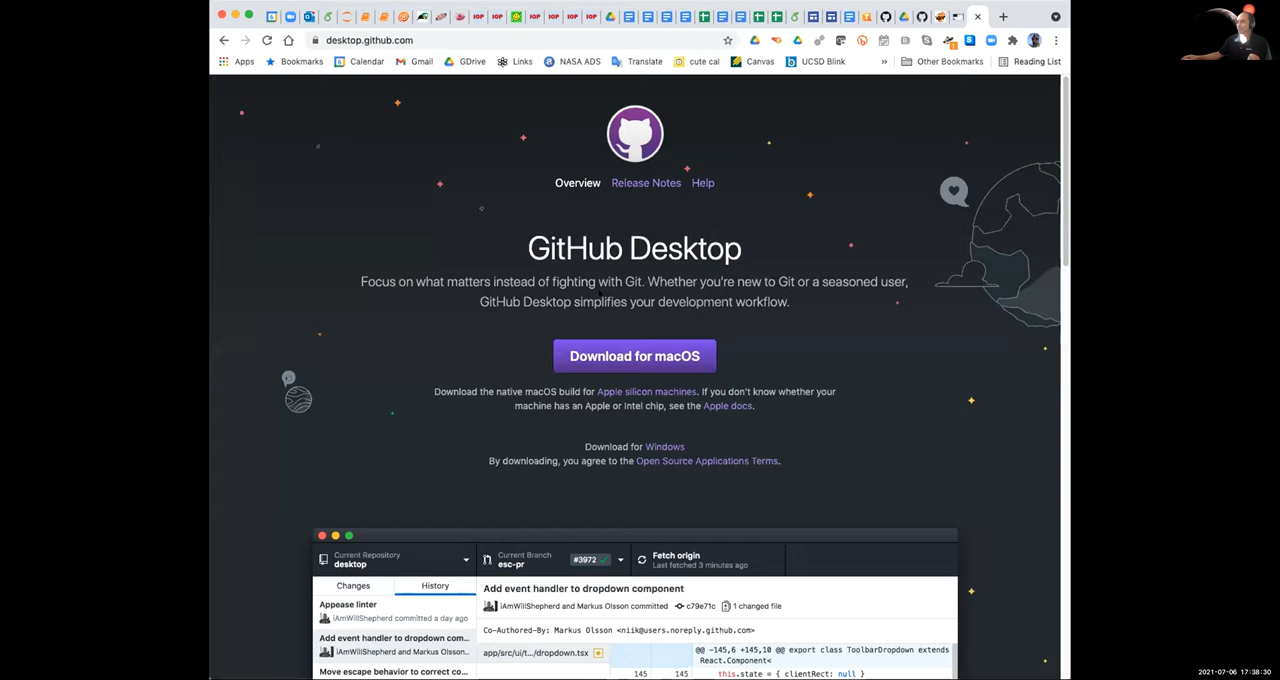 IOP
IOP IOP IOP IOP IOP
desktop.github.com
Apps Bookmarks Calendar Gmail GDrive Links NASA ADS Translate cute cal Canvas UCSD Blink » Other Bookmarks Reading List
Overview Release Notes Help
GitHub Desktop
Focus on what matters instead of fighting with Git. Whether you're new to Git or a seasoned user,
GitHub Desktop simplifies your development workflow.
Download for macOS
Download the native macOS build for Apple silicon machines. If you don't know whether your
machine has an Apple or Intel chip, see the Apple docs.
Download for Windows
By downloading, you agree to the Open Source Applications Terms.
Current Repository
desktop
Current Branch
esc-pr
#3972
Fetch origin
Last fetched 3 minutes ago
Changes History
Appease linter
iAmWillShepherd committed a day ago
Add event handler to dropdown com...
iAmWillShepherd and Markus Olsson...
Move escape behavior to correct co...
Add event handler to dropdown component
iAmWillShepherd and Markus Olsson committed c79e71c 1 changed file
Co-Authored-By: Markus Olsson <niik@users.noreply.github.com>
app/src/ui/t.../dropdown.tsx
@@ -145,6 +145,10 @@ export class ToolbarDropdown extends
React.Component<
145 145 this.state = { clientRect: null }
2021-07-06 17:38:30